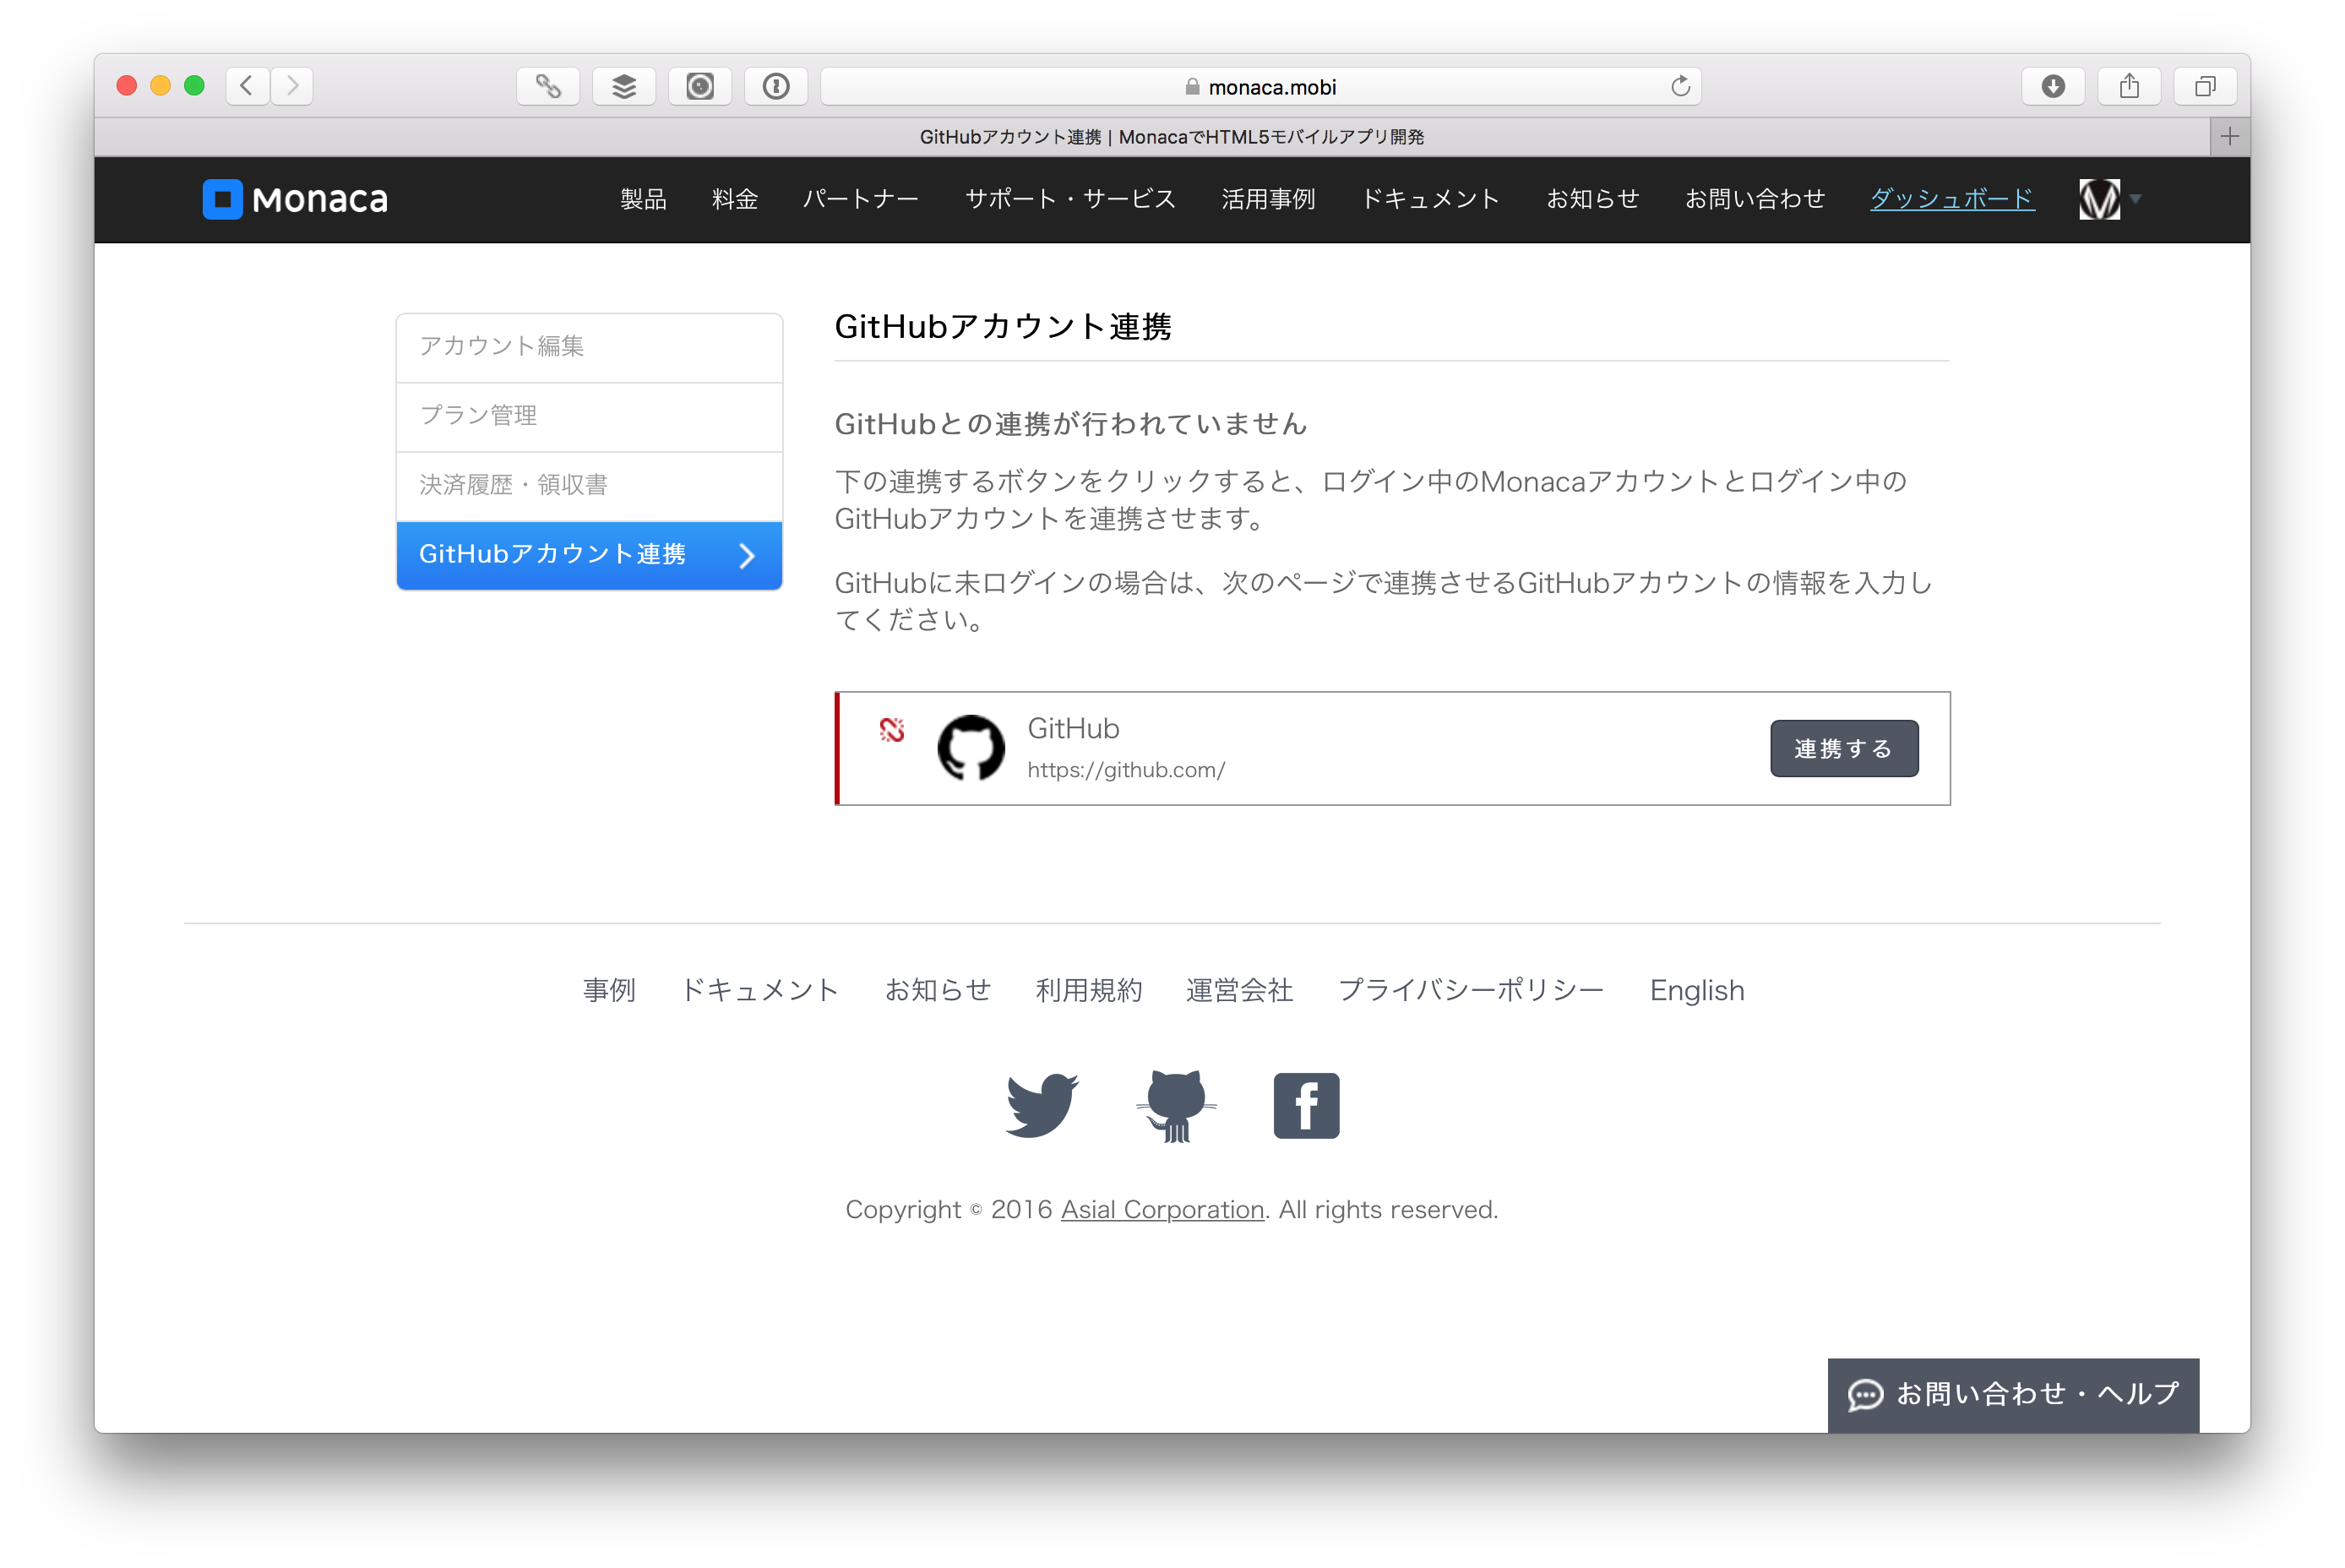 monaca.mobi
GitHubアカウント連携 | MonacaでHTML5モバイルアプリ開発
Monaca 製品 料金 パートナー サポート・サービス 活用事例 ドキュメント お知らせ お問い合わせ ダッシュボード
アカウント編集
プラン管理
決済履歴・領収書
GitHubアカウント連携
GitHubアカウント連携
GitHubとの連携が行われていません
下の連携するボタンをクリックすると、ログイン中のMonacaアカウントとログイン中の
GitHubアカウントを連携させます。
GitHubに未ログインの場合は、次のページで連携させるGitHubアカウントの情報を入力し
てください。
GitHub
https://github.com/
連携する
事例 ドキュメント お知らせ 利用規約 運営会社 プライバシーポリシー English
Copyright © 2016 Asial Corporation. All rights reserved.
お問い合わせ・ヘルプ